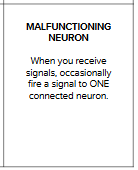 MALFUNCTIONING
NEURON
When you receive
signals, occasionally
fire a signal to ONE
connected neuron.